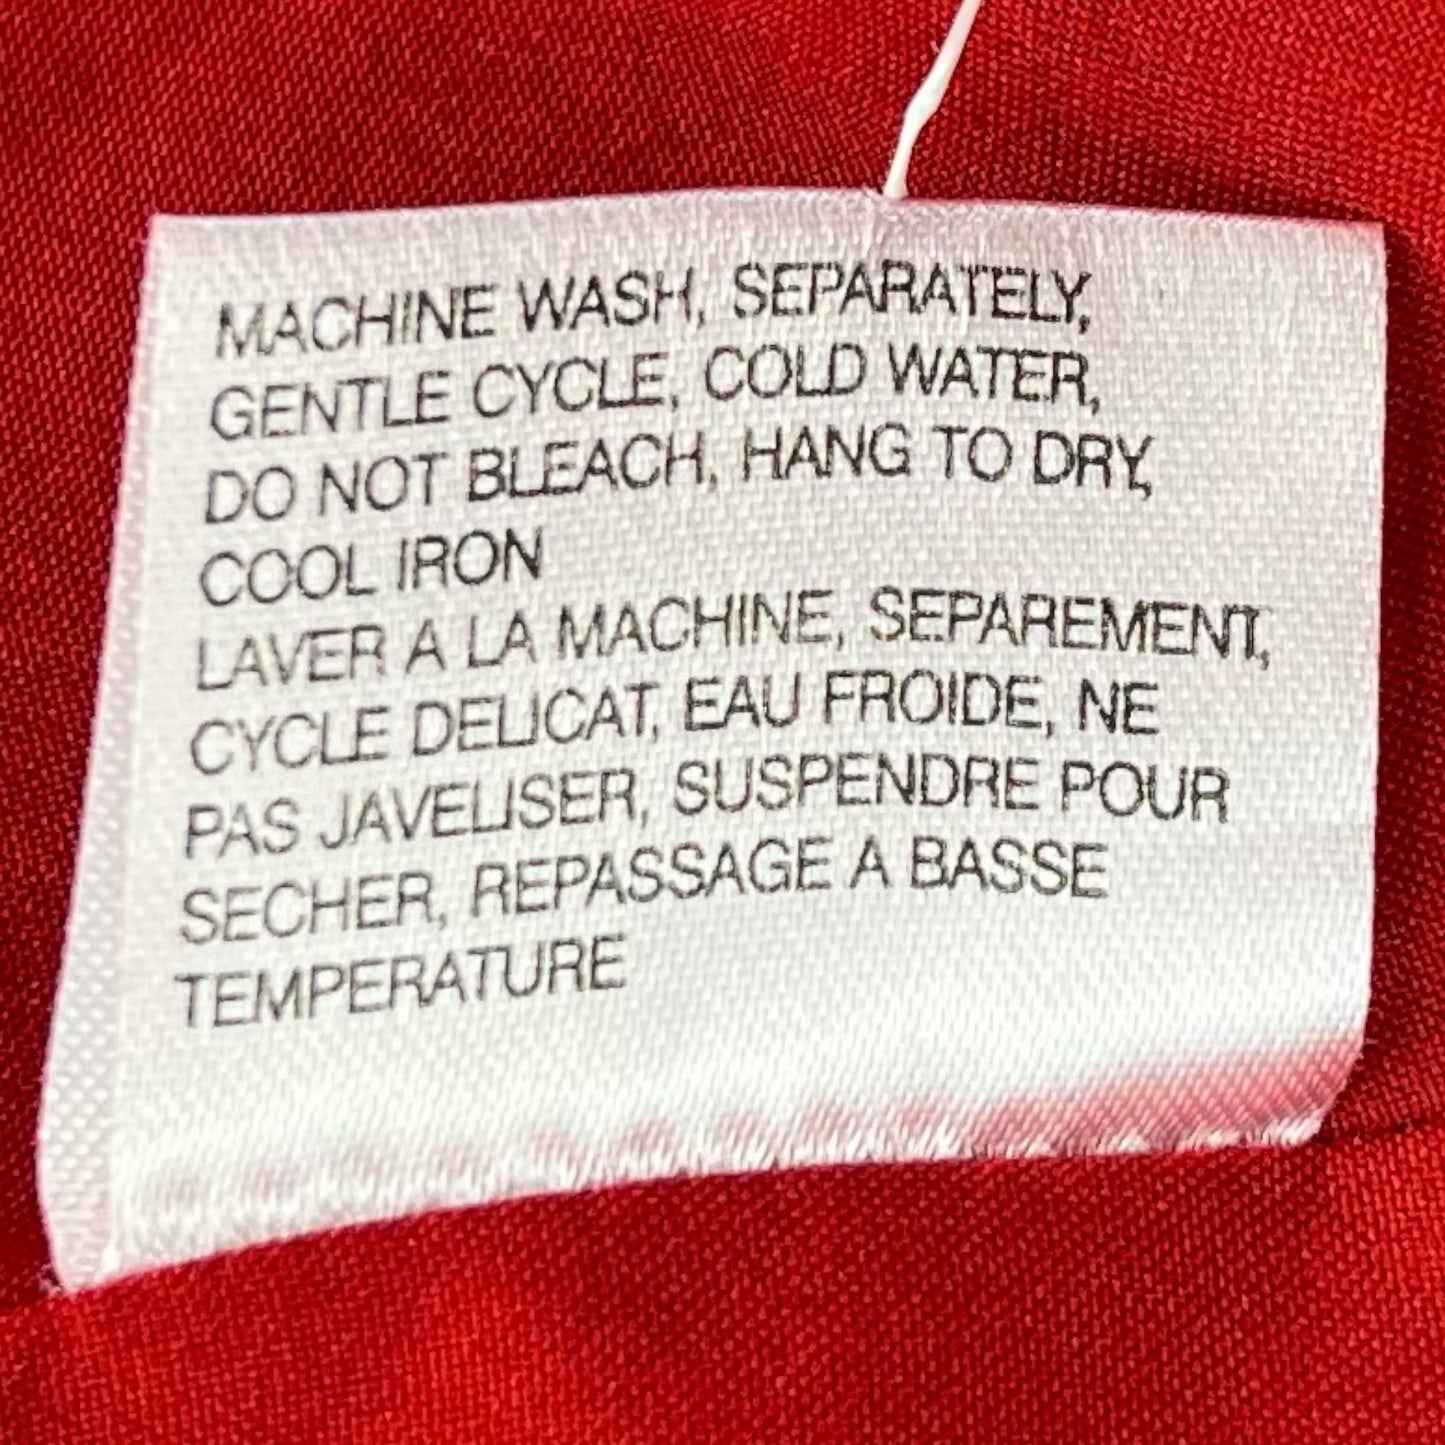 MACHINE WASH, SEPARATELY,
GENTLE CYCLE, COLD WATER,
DO NOT BLEACH, HANG TO DRY,
COOL IRON
LAVER A LA MACHINE, SEPAREMENT,
CYCLE DELICAT, EAU FROIDE, NE
PAS JAVELISER, SUSPENDRE POUR
SECHER, REPASSAGE A BASSE
TEMPERATURE